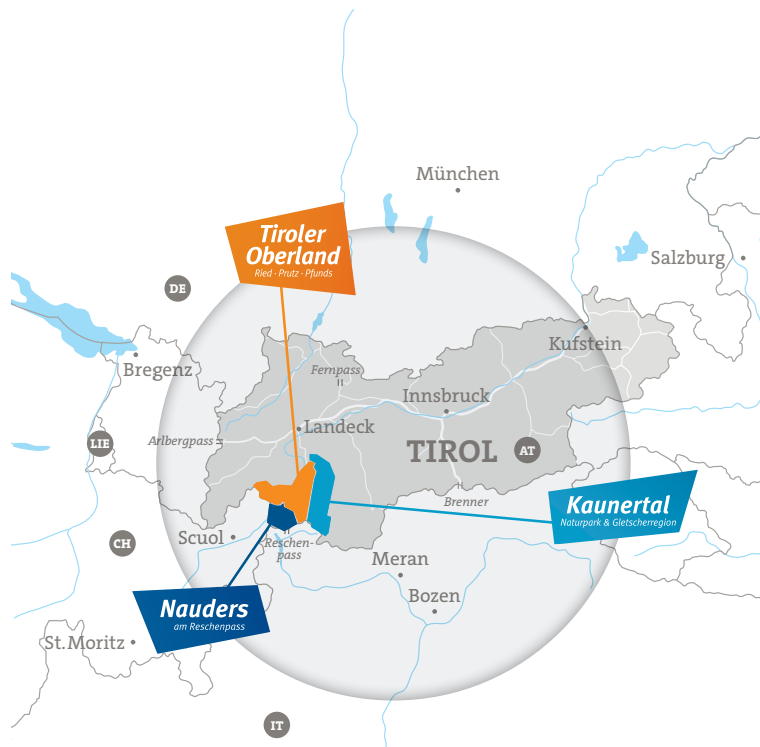 München
Tiroler
Oberland
Ried · Prutz · Pfunds
Salzburg
DE
Kufstein
Bregenz
Fernpass
Innsbruck
Landeck
Arlbergpass
LIE
TIROL
AT
Brenner
Kaunertal
Naturpark & Gletscherregion
Scuol
Reschen-
pass
CH
Meran
Bozen
Nauders
am Reschenpass
St.Moritz
IT